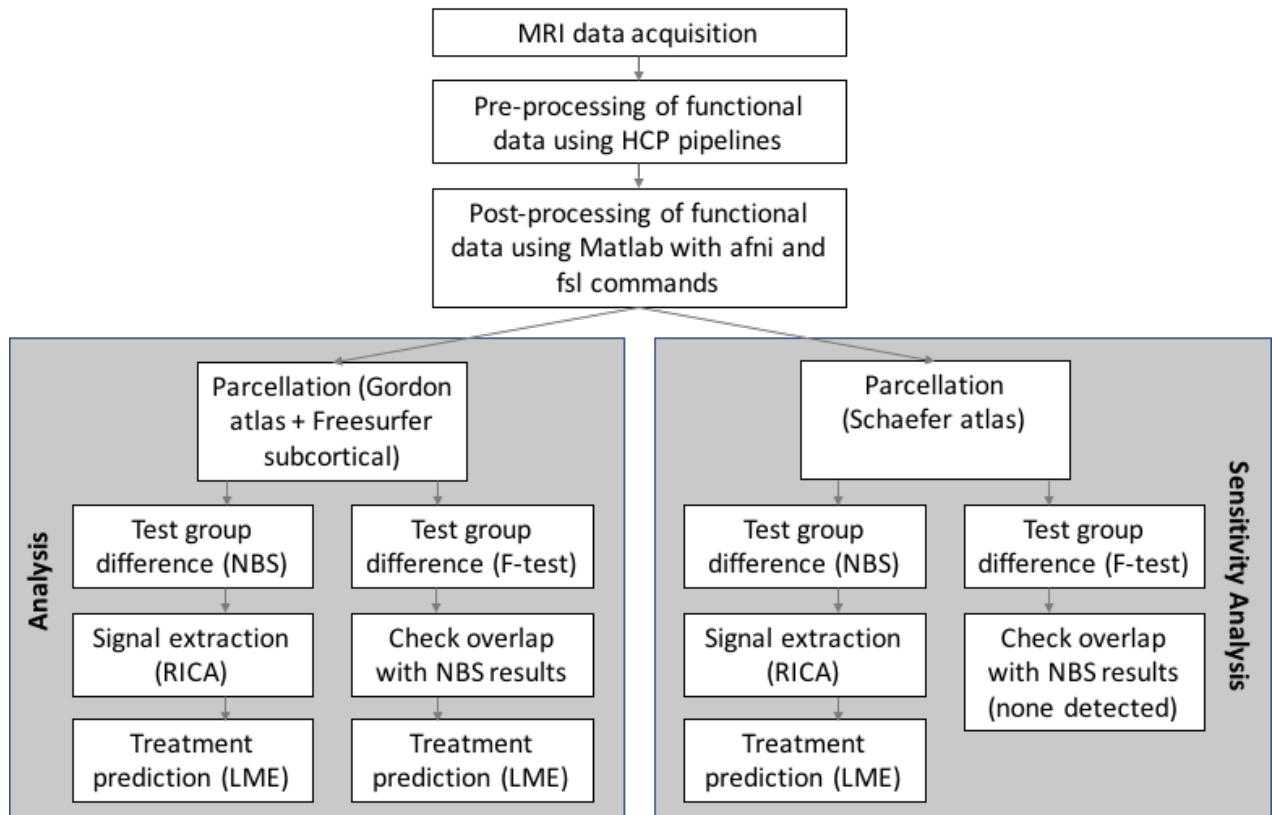 MRI data acquisition
Pre-processing of functional
data using HCP pipelines
Post-processing of functional
data using Matlab with afni and
fsl commands
Analysis
Parcellation (Gordon
atlas + Freesurfer
subcortical)
Test group
difference (NBS)
Signal extraction
(RICA)
Treatment
prediction (LME)
Test group
difference (F-test)
Check overlap
with NBS results
Treatment
prediction (LME)
Sensitivity Analysis
Parcellation
(Schaefer atlas)
Test group
difference (NBS)
Signal extraction
(RICA)
Treatment
prediction (LME)
Test group
difference (F-test)
Check overlap
with NBS results
(none detected)